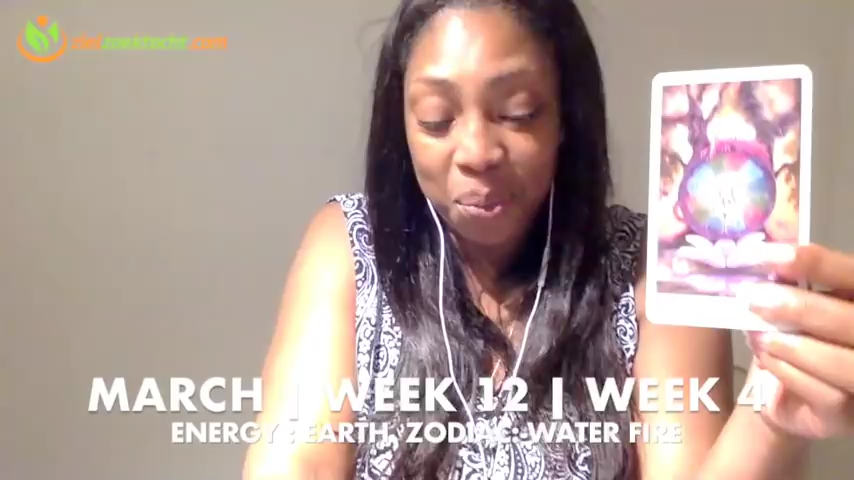 MARCH | WEEK 12 | WEEK 4
ENERGY : EARTH, ZODIAC: WATER FIRE